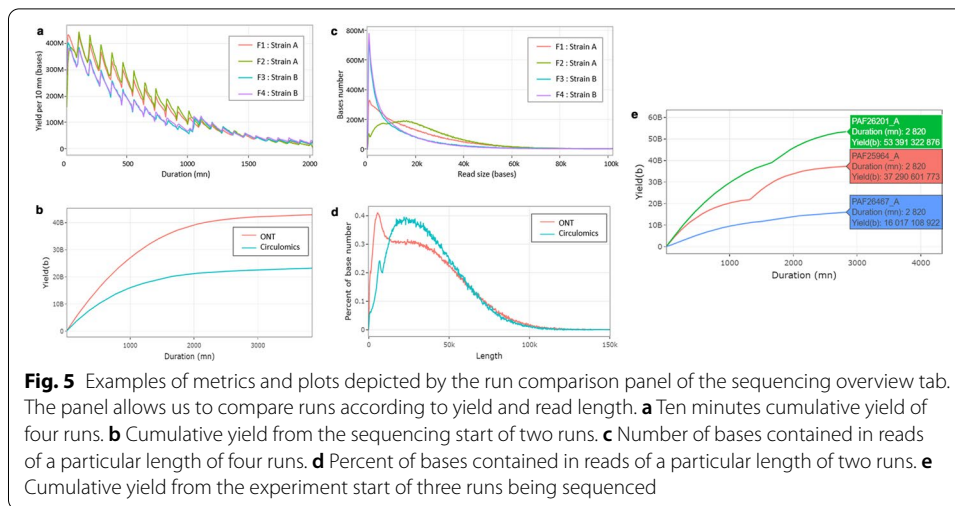 a
Yield per 10 mn (bases)
400M
300M
200M
100M
0
0
500
1000
1500
2000
Duration (mn)
F1 : Strain A
F2 : Strain A
F3 : Strain B
F4 : Strain B
c
Bases number
800M
600M
400M
200M
0
20k
40k
60k
80k
100k
Read size (bases)
F1 : Strain A
F2 : Strain A
F3 : Strain B
F4 : Strain B
b
Yield(b)
40B
30B
20B
10B
0
1000
2000
3000
Duration (mn)
ONT
Circulomics
d
Percent of base number
0.4
0.3
0.2
0.1
0
0
50k
100k
150k
Length
ONT
Circulomics
e
Yield(b)
60B
50B
40B
30B
20B
10B
0
1000
2000
3000
4000
Duration (mn)
PAF26201_A
Duration (mn): 2 820
Yield(b): 53 391 322 876
PAF25964_A
Duration (mn): 2 820
Yield(b): 37 290 601 773
PAF26467_A
Duration (mn): 2 820
Yield(b): 16 017 108 922
Fig. 5 Examples of metrics and plots depicted by the run comparison panel of the sequencing overview tab.
The panel allows us to compare runs according to yield and read length. a Ten minutes cumulative yield of
four runs. b Cumulative yield from the sequencing start of two runs. c Number of bases contained in reads
of a particular length of four runs. d Percent of bases contained in reads of a particular length of two runs. e
Cumulative yield from the experiment start of three runs being sequenced